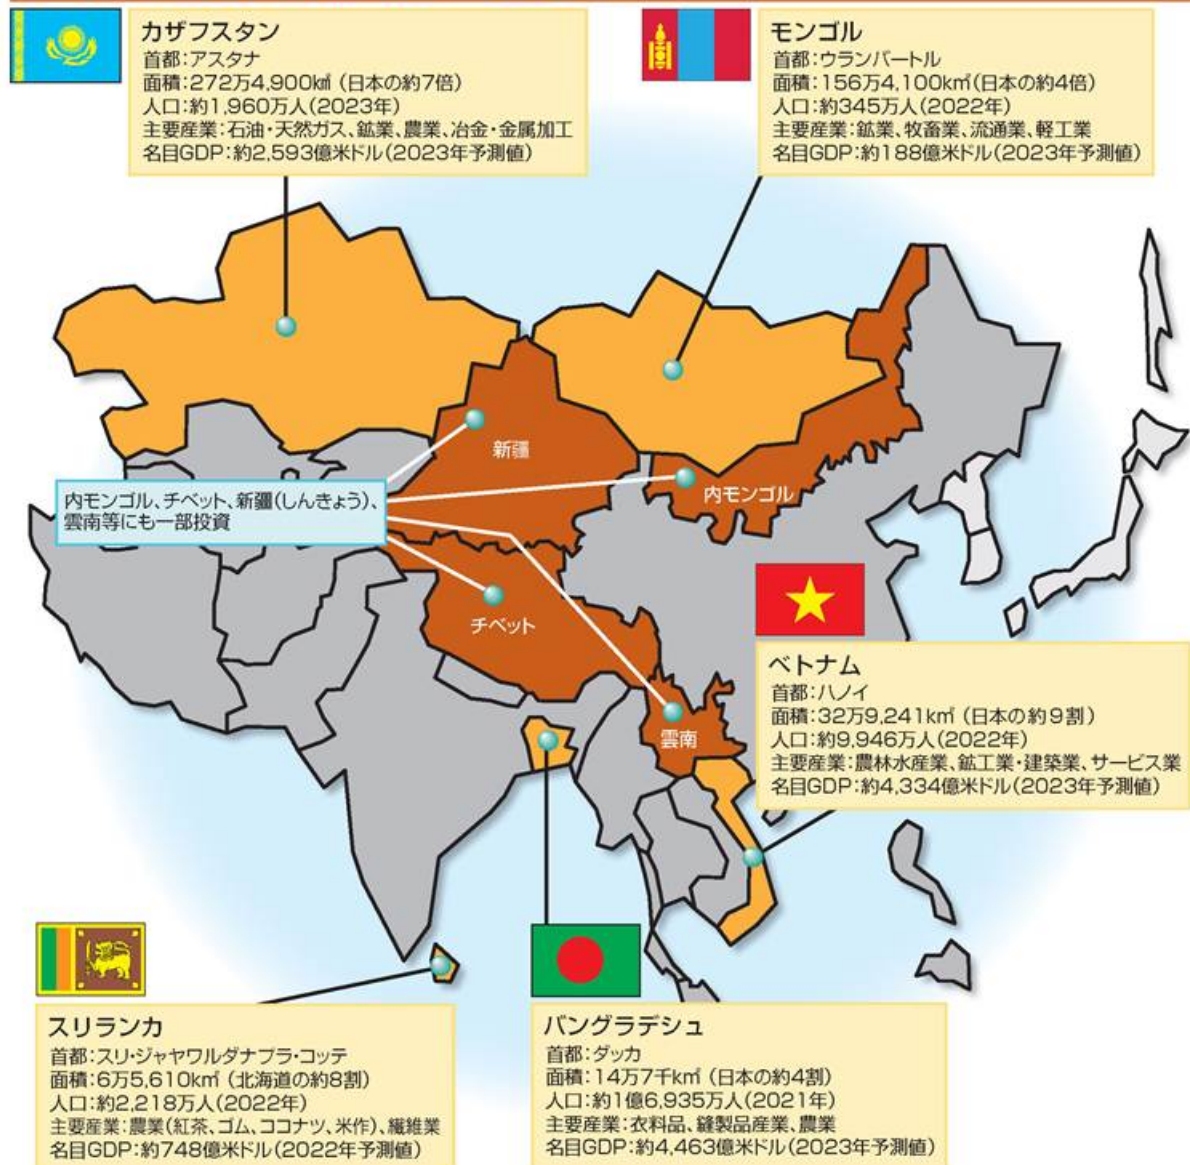 カザフスタン
首都：アスタナ
面積：272万4,900㎢（日本の約7倍）
人口：約1,960万人（2023年）
主要産業：石油・天然ガス、鉱業、農業、冶金・金属加工
名目GDP：約2,593億米ドル（2023年予測値）
モンゴル
首都：ウランバートル
面積：156万4,100k㎡（日本の約4倍）
人口：約345万人（2022年）
主要産業：鉱業、牧畜業、流通業、軽工業
名目GDP：約188億米ドル（2023年予測値）
新疆
内モンゴル
内モンゴル、チベット、新疆（しんきょう）、
雲南等にも一部投資
チベット
雲南
ベトナム
首都：ハノイ
面積：32万9,241k㎡（日本の約9割）
人口：約9,946万人（2022年）
主要産業：農林水産業、鉱工業・建築業、サービス業
名目GDP：約4,334億米ドル（2023年予測値）
スリランカ
首都：スリ・ジャヤワルダナプラ・コッテ
面積：6万5,610k㎡（北海道の約8割）
人口：約2,218万人（2022年）
主要産業：農業（紅茶、ゴム、ココナツ、米作）、繊維業
名目GDP：約748億米ドル（2022年予測値）
バングラデシュ
首都：ダッカ
面積：14万7千k㎡（日本の約4割）
人口：約1億6,935万人（2021年）
主要産業：衣料品、縫製品産業、農業
名目GDP：約4,463億米ドル（2023年予測値）